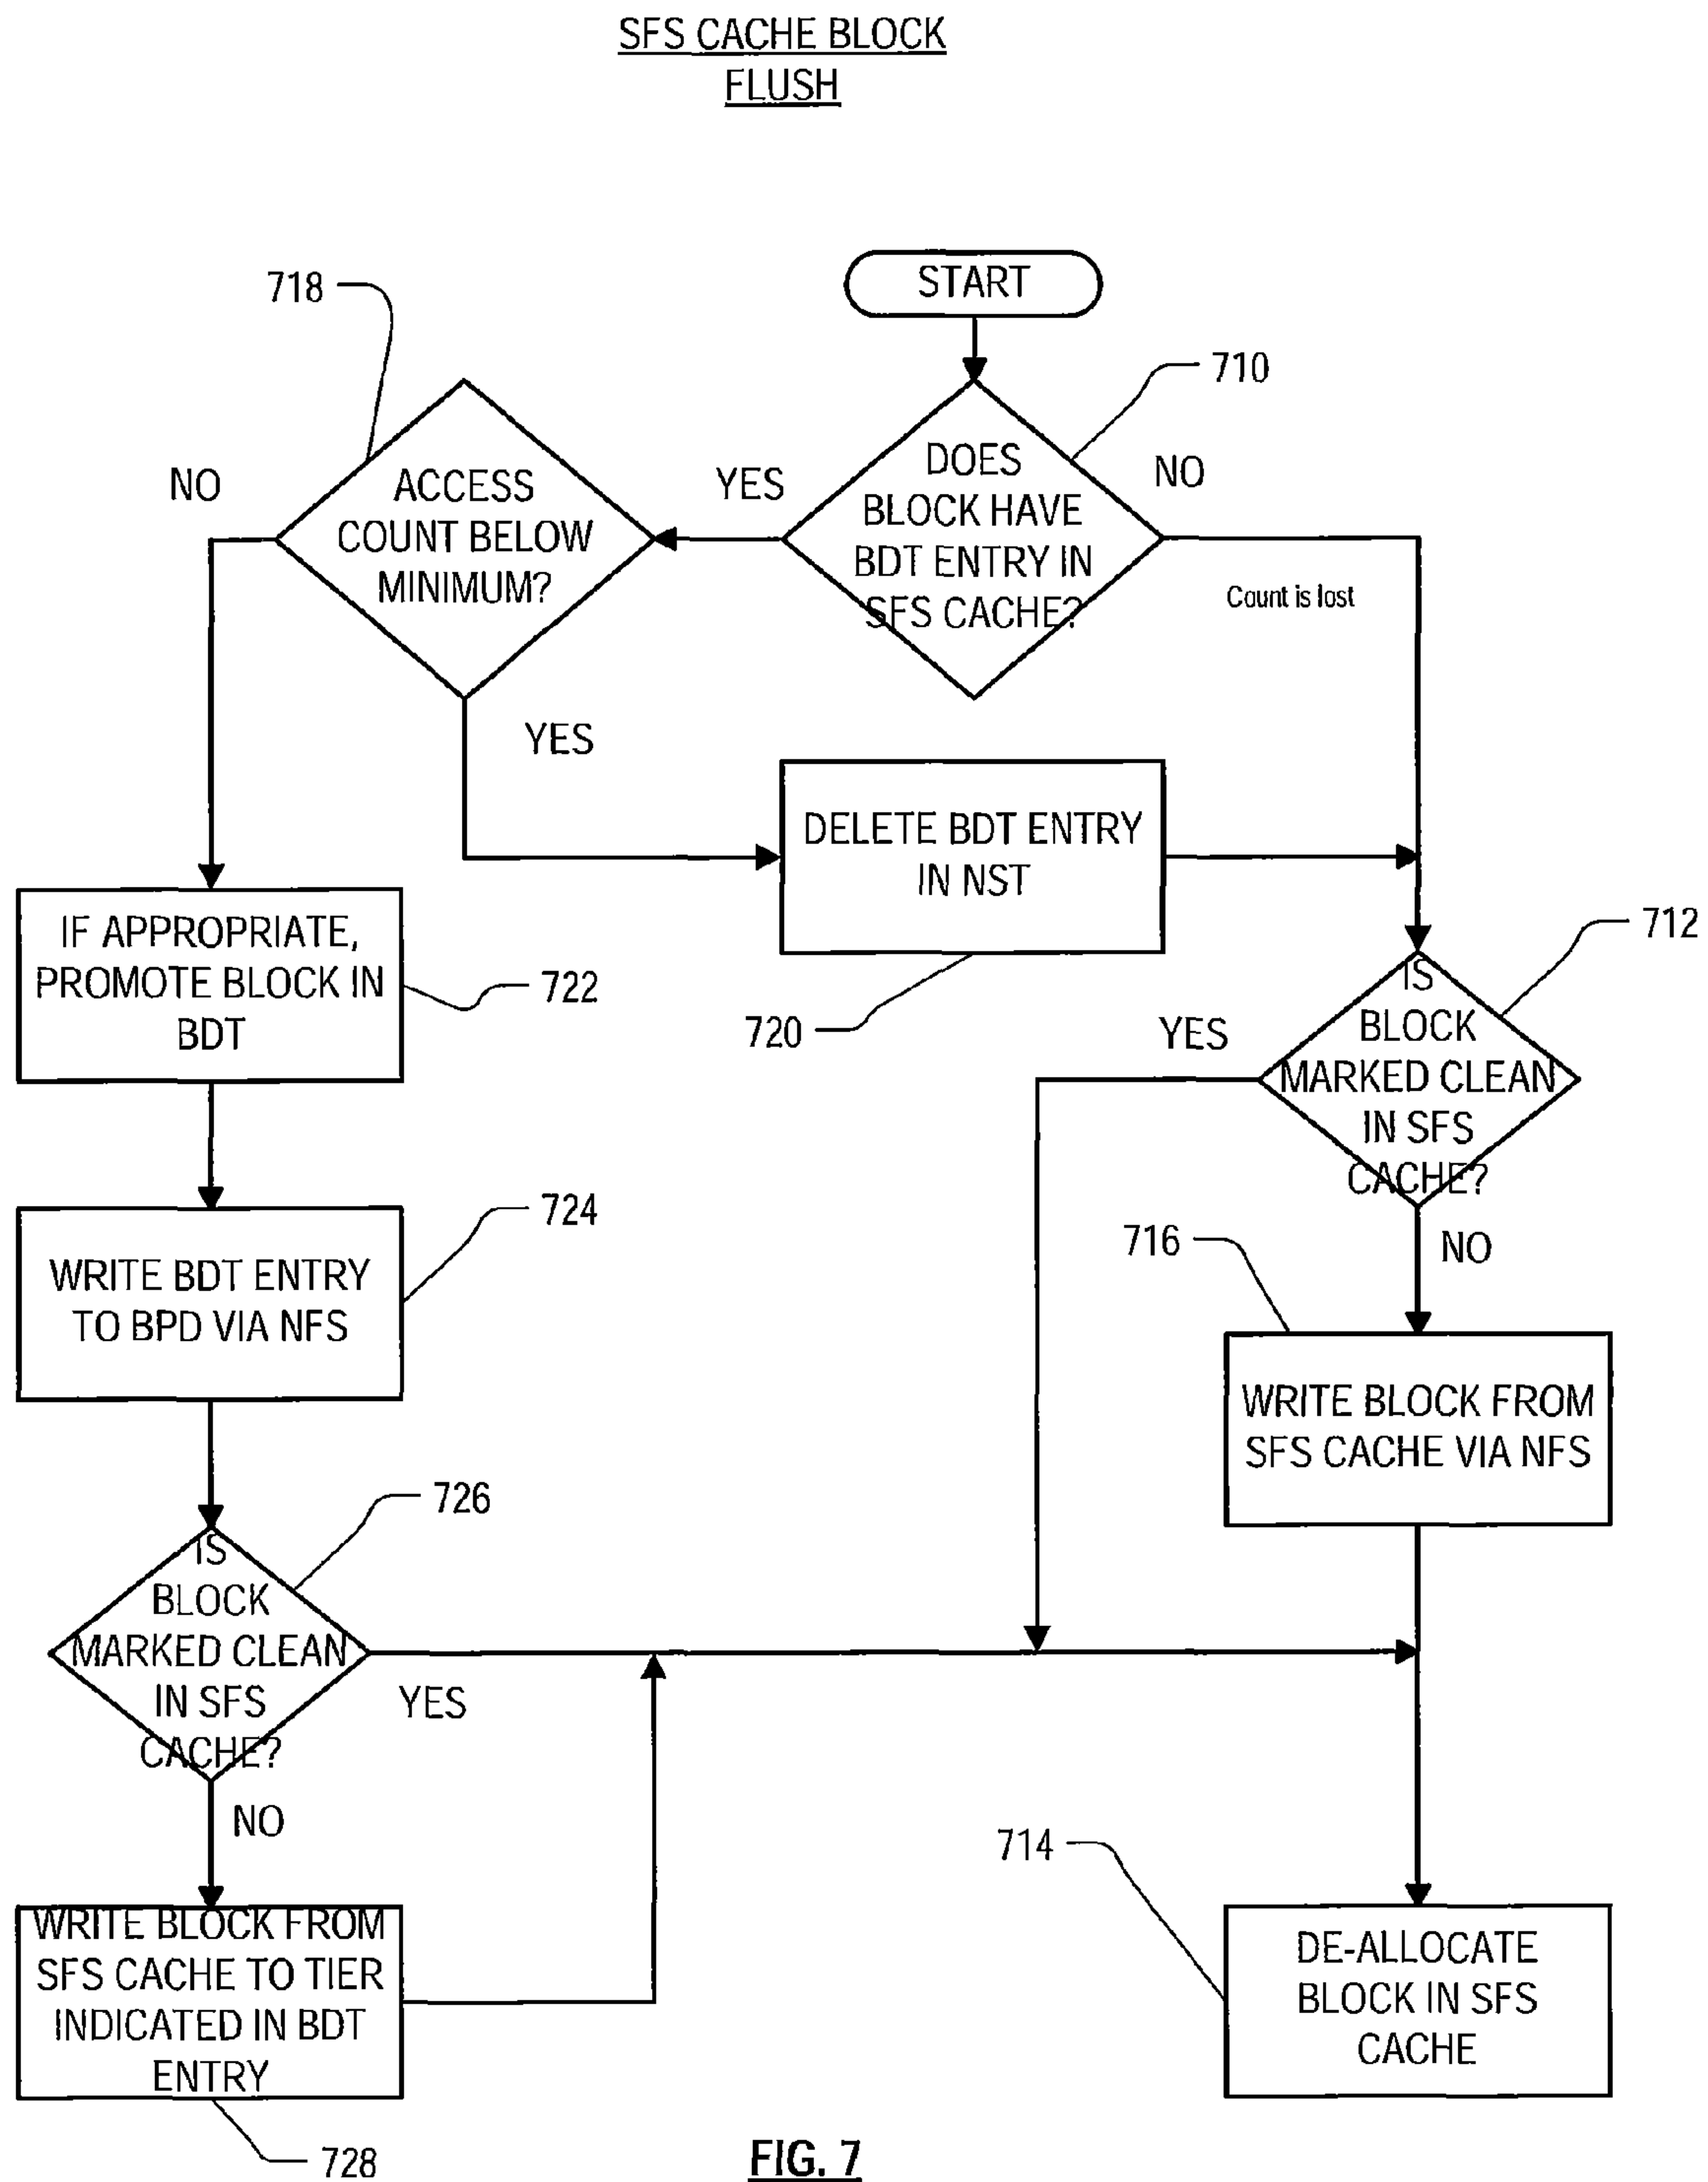 SFS CACHE BLOCK
FLUSH
START
718
710
NO
ACCESS
COUNT BELOW
MINIMUM?
YES
DOES
BLOCK HAVE
BDT ENTRY IN
SFS CACHE?
NO
Count is lost
YES
DELETE BDT ENTRY
IN NST
720
IF APPROPRIATE,
PROMOTE BLOCK IN
BDT
722
712
YES
IS
BLOCK
MARKED CLEAN
IN SFS
CACHE?
NO
WRITE BDT ENTRY
TO BPD VIA NFS
724
716
WRITE BLOCK FROM
SFS CACHE VIA NFS
726
IS
BLOCK
MARKED CLEAN
IN SFS
CACHE?
YES
NO
WRITE BLOCK FROM
SFS CACHE TO TIER
INDICATED IN BDT
ENTRY
728
714
DE-ALLOCATE
BLOCK IN SFS
CACHE
FIG. 7